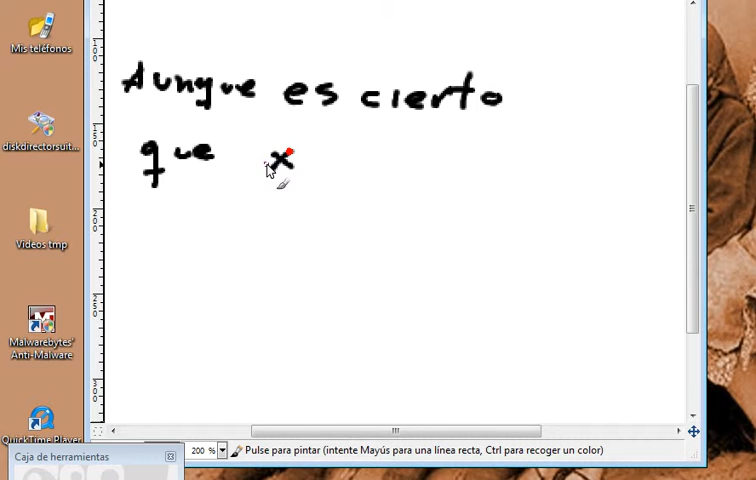 Mis teléfonos
Aunque es cierto
que x
diskdirectorsuit...
Videos tmp
Malwarebytes'
Anti-Malware
QuickTime Player
200 %
Pulse para pintar (intente Mayús para una línea recta, Ctrl para recoger un color)
Caja de herramientas